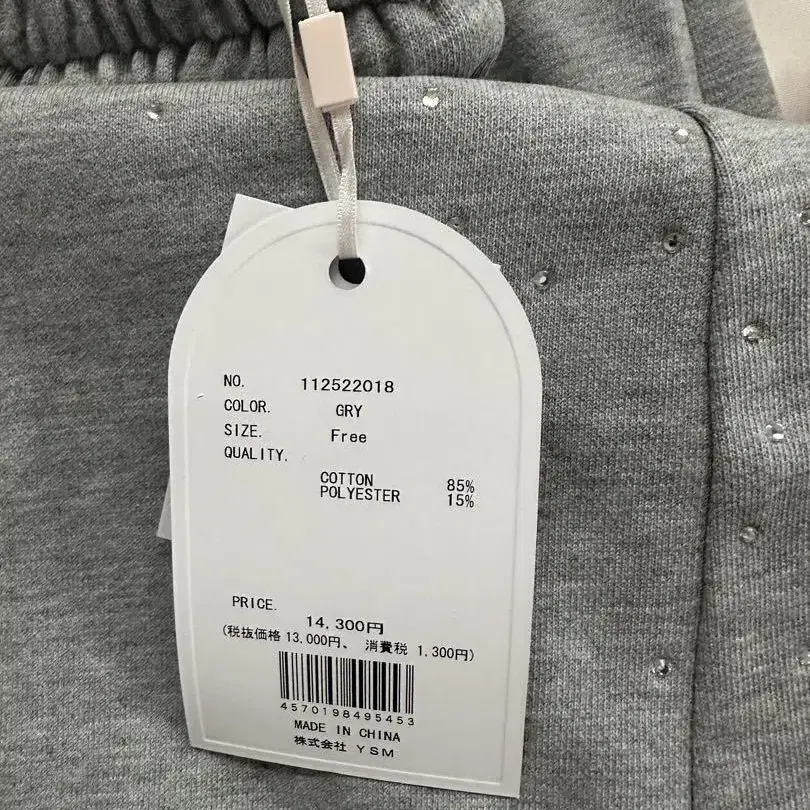 NO. 112522018
COLOR. GRY
SIZE. Free
QUALITY.
COTTON 85%
POLYESTER 15%
PRICE.
14,300円
(税抜価格 13,000円、 消費税 1,300円)
4570198495453
MADE IN CHINA
株式会社 YSM